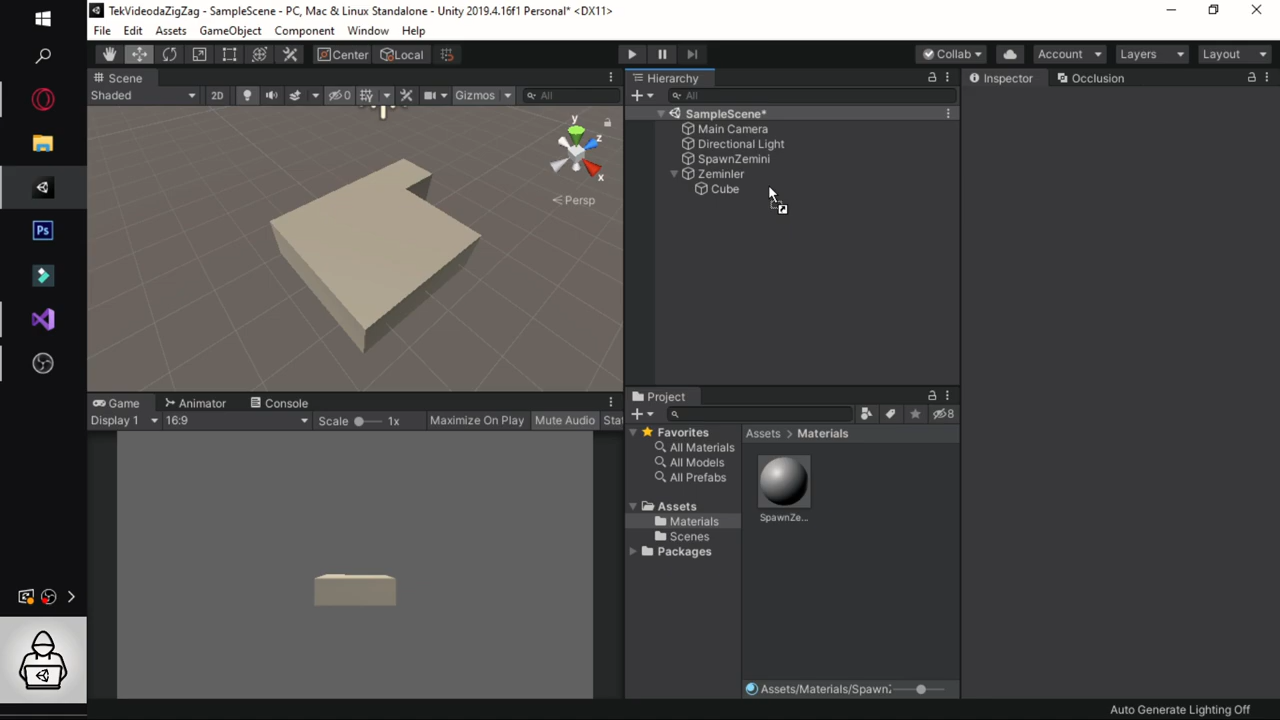 TekVideodaZigZag - SampleScene - PC, Mac & Linux Standalone - Unity 2019.4.16f1 Personal* <DX11>
File Edit Assets GameObject Component Window Help
Center Local Collab Account Layers Layout
Scene
Shaded 2D 0 Gizmos All
y
z
x
Persp
Hierarchy
All
SampleScene*
Main Camera
Directional Light
SpawnZemini
Zeminler
Cube
Inspector Occlusion
Game Animator Console
Display 1 16:9 Scale 1x Maximize On Play Mute Audio Stat
Project
8
Favorites
All Materials
All Models
All Prefabs
Assets
Materials
Scenes
Packages
Assets > Materials
SpawnZe...
Assets/Materials/SpawnZ
Auto Generate Lighting Off
Ps